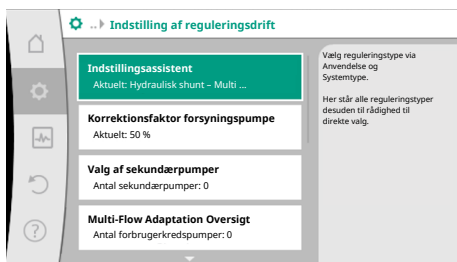 ..▸ Indstilling af reguleringsdrift
Indstillingsassistent
Aktuelt: Hydraulisk shunt – Multi ...
Korrektionsfaktor forsyningspumpe
Aktuelt: 50 %
Valg af sekundærpumper
Antal sekundærpumper: 0
Multi-Flow Adaptation Oversigt
Antal forbrugerkredspumper: 0
Vælg reguleringstype via
Anvendelse og
Systemtype.
Her står alle reguleringstyper
desuden til rådighed til
direkte valg.